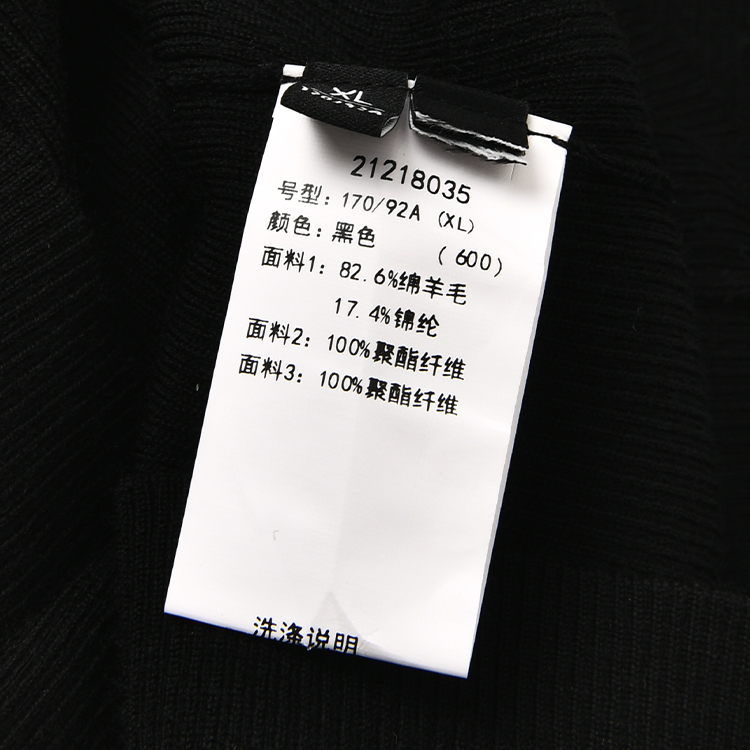 XL
170/92A
21218035
号型：170/92A（XL）
颜色：黑色 （600）
面料1：82.6%绵羊毛
17.4%锦纶
面料2：100%聚酯纤维
面料3：100%聚酯纤维
洗涤说明